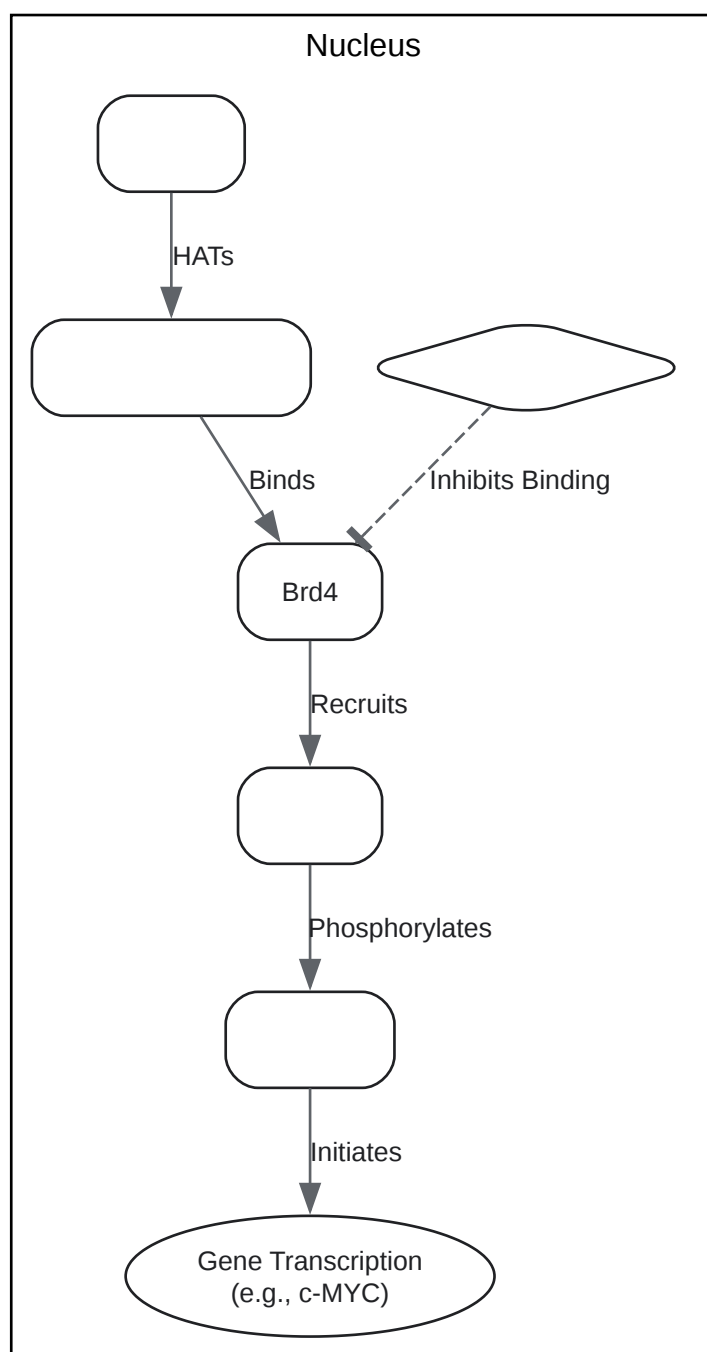 Nucleus
HATs
Binds
Inhibits Binding
Brd4
Recruits
Phosphorylates
Initiates
Gene Transcription
(e.g., c-MYC)